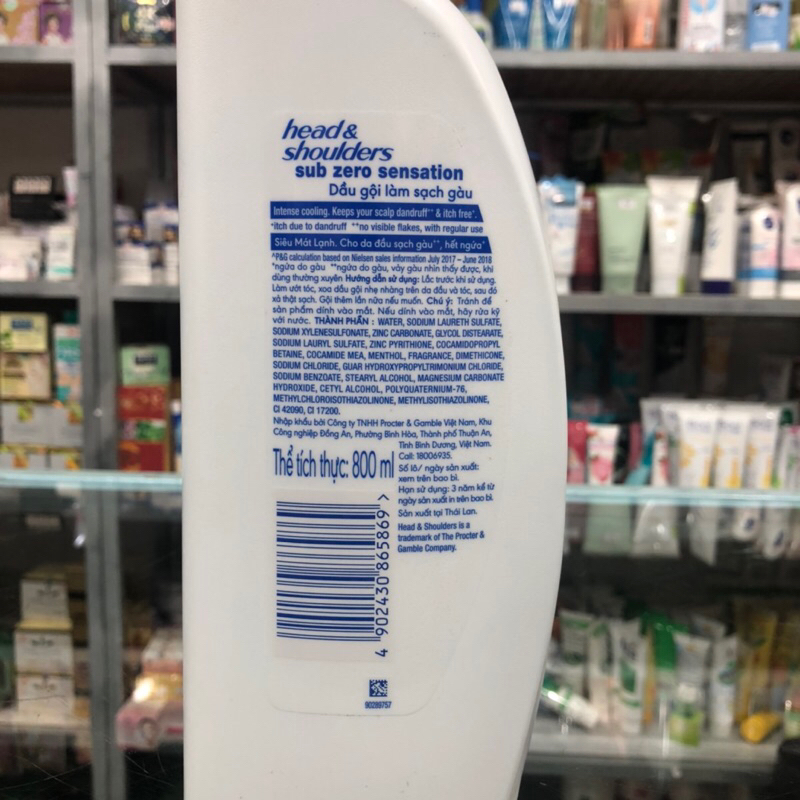 head &
shoulders
sub zero sensation
Dầu gội làm sạch gàu
Intense cooling. Keeps your scalp dandruff** & itch free*.
*itch due to dandruff **no visible flakes, with regular use
Siêu Mát Lạnh. Cho da đầu sạch gàu**, hết ngứa*
^P&G calculation based on Nielsen sales information July 2017 – June 2018
*ngứa do gàu **ngứa do gàu, vảy gàu nhìn thấy được, khi
dùng thường xuyên Hướng dẫn sử dụng: Lắc trước khi sử dụng.
Làm ướt tóc, xoa dầu gội nhẹ nhàng trên da đầu và tóc, sau đó
xả thật sạch. Gội thêm lần nữa nếu muốn. Chú ý: Tránh để
sản phẩm dính vào mắt. Nếu dính vào mắt, hãy rửa kỹ
với nước. THÀNH PHẦN : WATER, SODIUM LAURETH SULFATE,
SODIUM XYLENESULFONATE, ZINC CARBONATE, GLYCOL DISTEARATE,
SODIUM LAURYL SULFATE, ZINC PYRITHIONE, COCAMIDOPROPYL
BETAINE, COCAMIDE MEA, MENTHOL, FRAGRANCE, DIMETHICONE,
SODIUM CHLORIDE, GUAR HYDROXYPROPYLTRIMONIUM CHLORIDE,
SODIUM BENZOATE, STEARYL ALCOHOL, MAGNESIUM CARBONATE
HYDROXIDE, CETYL ALCOHOL, POLYQUATERNIUM-76,
METHYLCHLOROISOTHIAZOLINONE, METHYLISOTHIAZOLINONE,
CI 42090, CI 17200.
Nhập khẩu bởi Công ty TNHH Procter & Gamble Việt Nam, Khu
Công nghiệp Đồng An, Phường Bình Hòa, Thành phố Thuận An,
Tỉnh Bình Dương, Việt Nam.
Call: 18006935.
Thể tích thực: 800 ml
Số lô/ ngày sản xuất:
xem trên bao bì.
Hạn sử dụng: 3 năm kể từ
ngày sản xuất in trên bao bì.
Sản xuất tại Thái Lan.
Head & Shoulders is a
trademark of The Procter &
Gamble Company.
4 902430 865869 >
90289757